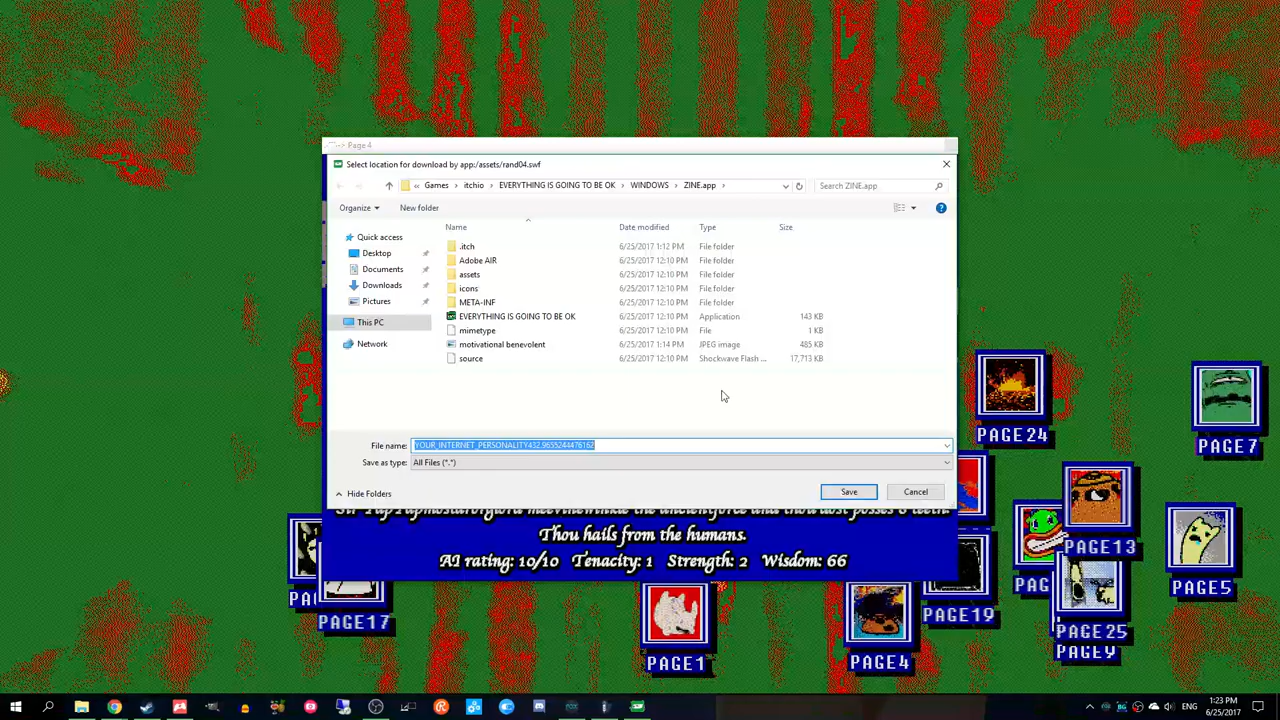 Page 4
Select location for download by app:/assets/rand04.swf
« Games › itchio › EVERYTHING IS GOING TO BE OK › WINDOWS › ZINE.app ›
Search ZINE.app
Organize
New folder
Name
Date modified
Type
Size
Quick access
Desktop
Documents
Downloads
Pictures
This PC
Network
.itch 6/25/2017 1:12 PM File folder
Adobe AIR 6/25/2017 12:10 PM File folder
assets 6/25/2017 12:10 PM File folder
icons 6/25/2017 12:10 PM File folder
META-INF 6/25/2017 12:10 PM File folder
EVERYTHING IS GOING TO BE OK 6/25/2017 12:10 PM Application 143 KB
mimetype 6/25/2017 12:10 PM File 1 KB
motivational benevolent 6/25/2017 1:14 PM JPEG image 485 KB
source 6/25/2017 12:10 PM Shockwave Flash ... 17,713 KB
File name: YOUR_INTERNET_PERSONALITY432.9655244476162
Save as type: All Files (*.*)
Hide Folders
Save
Cancel
Thou hails from the humans.
AI rating: 10/10 Tenacity: 1 Strength: 2 Wisdom: 66
PAGE24
PAGE7
PAGE13
PAGE5
PAGE17
PAGE19
PAGE25
PAGE9
PAGE1
PAGE4
ENG
1:23 PM
6/25/2017